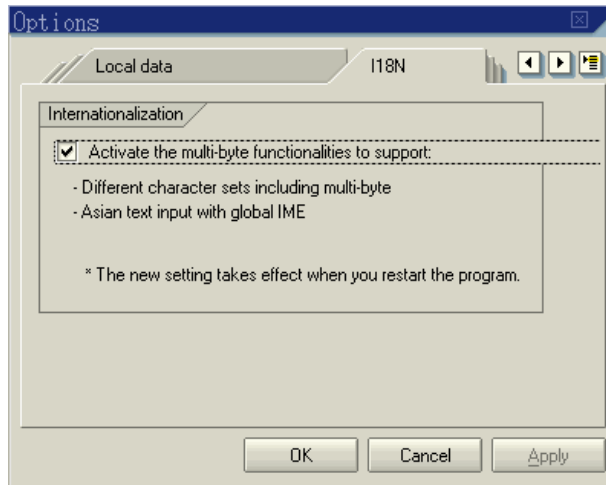 Options
Local data
I18N
Internationalization
Activate the multi-byte functionalities to support:
- Different character sets including multi-byte
- Asian text input with global IME
* The new setting takes effect when you restart the program.
OK
Cancel
Apply